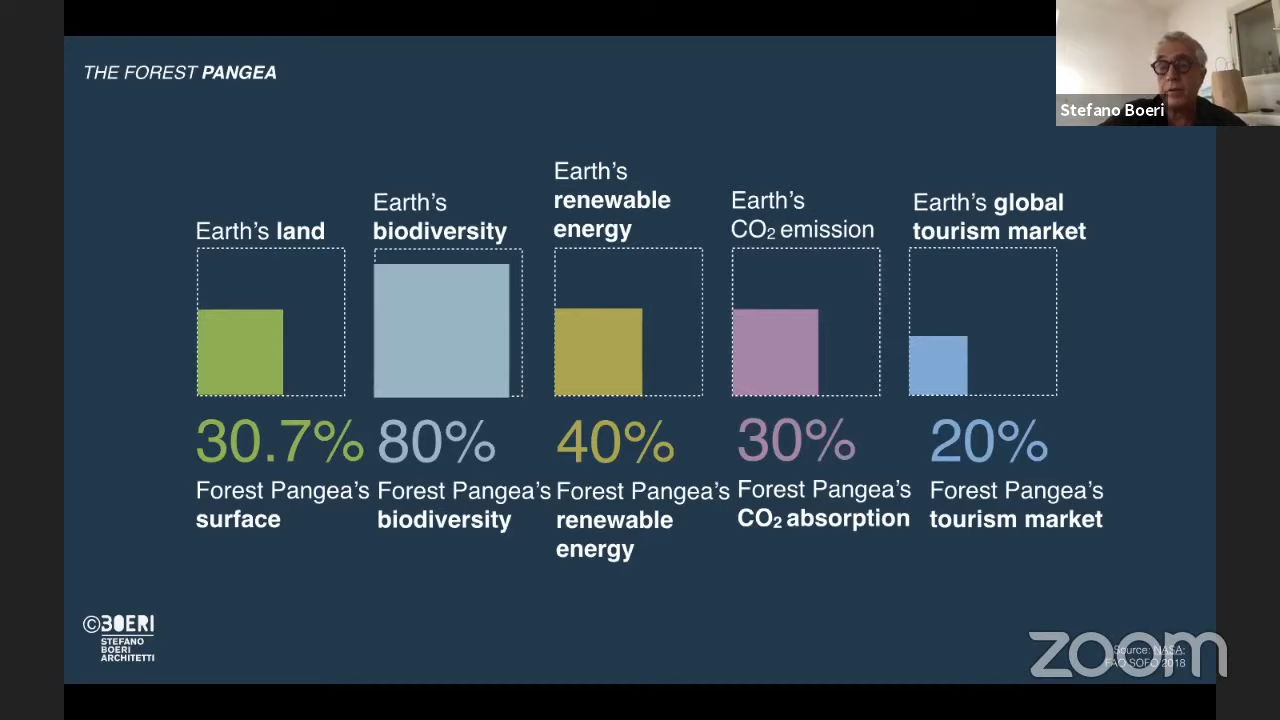 THE FOREST PANGEA
Stefano Boeri
Earth's land
Earth's
biodiversity
Earth's
renewable
energy
Earth's
CO₂ emission
Earth's global
tourism market
30.7%
Forest Pangea's
surface
80%
Forest Pangea's
biodiversity
40%
Forest Pangea's
renewable
energy
30%
Forest Pangea's
CO₂ absorption
20%
Forest Pangea's
tourism market
©BOERI
STEFANO
BOERI
ARCHITETTI
zoom
Source: NASA:
FAO SOFO 2018